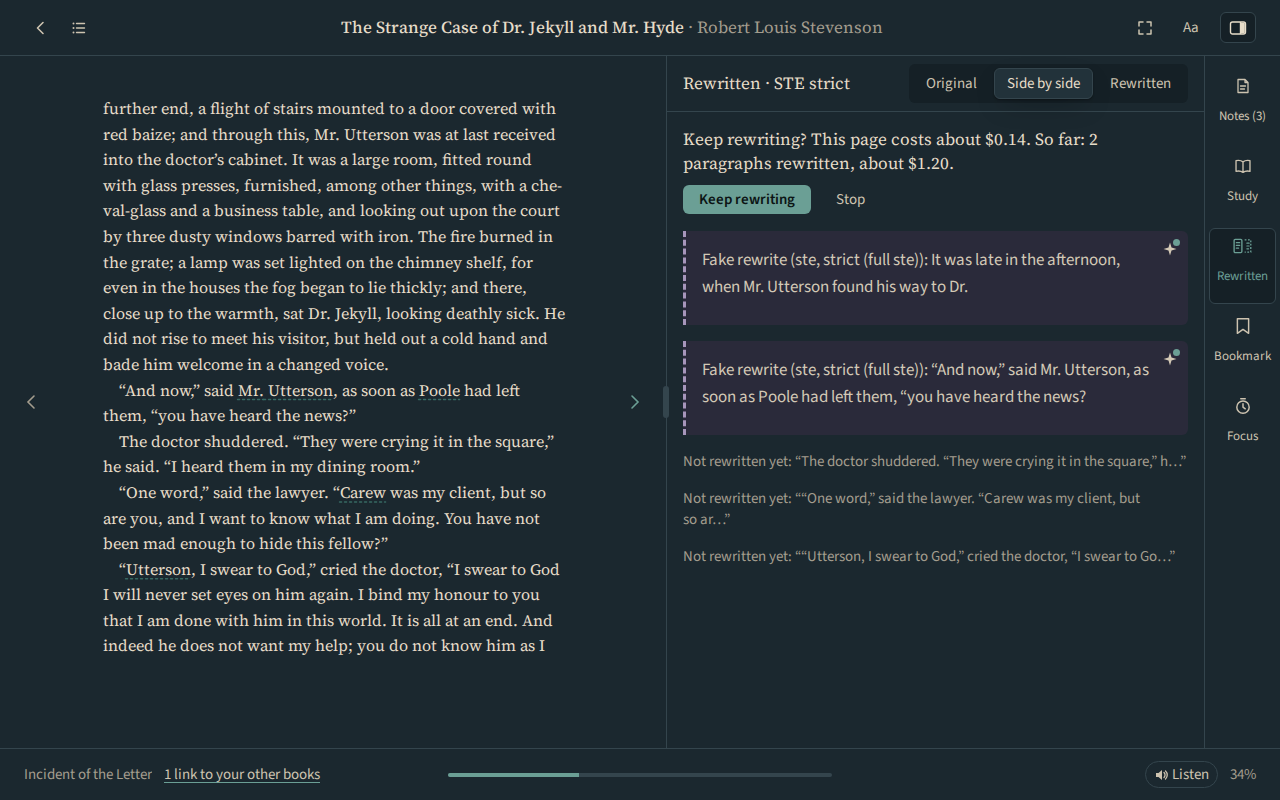 The Strange Case of Dr. Jekyll and Mr. Hyde · Robert Louis Stevenson
Aa
further end, a flight of stairs mounted to a door covered with
red baize; and through this, Mr. Utterson was at last received
into the doctor’s cabinet. It was a large room, fitted round
with glass presses, furnished, among other things, with a che-
val-glass and a business table, and looking out upon the court
by three dusty windows barred with iron. The fire burned in
the grate; a lamp was set lighted on the chimney shelf, for
even in the houses the fog began to lie thickly; and there,
close up to the warmth, sat Dr. Jekyll, looking deathly sick. He
did not rise to meet his visitor, but held out a cold hand and
bade him welcome in a changed voice.
“And now,” said Mr. Utterson, as soon as Poole had left
them, “you have heard the news?”
The doctor shuddered. “They were crying it in the square,”
he said. “I heard them in my dining room.”
“One word,” said the lawyer. “Carew was my client, but so
are you, and I want to know what I am doing. You have not
been mad enough to hide this fellow?”
“Utterson, I swear to God,” cried the doctor, “I swear to God
I will never set eyes on him again. I bind my honour to you
that I am done with him in this world. It is all at an end. And
indeed he does not want my help; you do not know him as I
Rewritten · STE strict
Original
Side by side
Rewritten
Keep rewriting? This page costs about $0.14. So far: 2
paragraphs rewritten, about $1.20.
Keep rewriting
Stop
Fake rewrite (ste, strict (full ste)): It was late in the afternoon,
when Mr. Utterson found his way to Dr.
Fake rewrite (ste, strict (full ste)): “And now,” said Mr. Utterson, as
soon as Poole had left them, “you have heard the news?
Not rewritten yet: “The doctor shuddered. “They were crying it in the square,” h…”
Not rewritten yet: ““One word,” said the lawyer. “Carew was my client, but
so ar…”
Not rewritten yet: ““Utterson, I swear to God,” cried the doctor, “I swear to Go…”
Notes (3)
Study
Rewritten
Bookmark
Focus
Incident of the Letter
1 link to your other books
Listen
34%